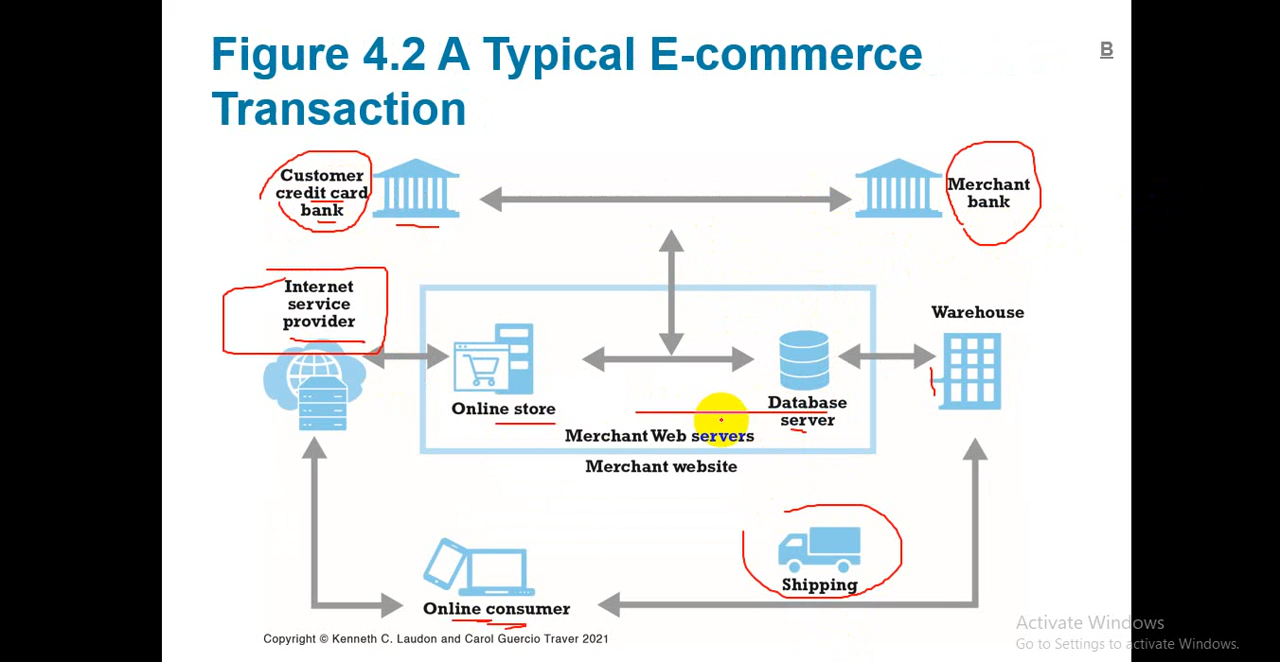 Figure 4.2 A Typical E-commerce
Transaction
B
Customer
credit card
bank
Merchant
bank
Internet
service
provider
Warehouse
Online store
Database
server
Merchant Web servers
Merchant website
Shipping
Online consumer
Copyright © Kenneth C. Laudon and Carol Guercio Traver 2021
Activate Windows
Go to Settings to activate Windows.